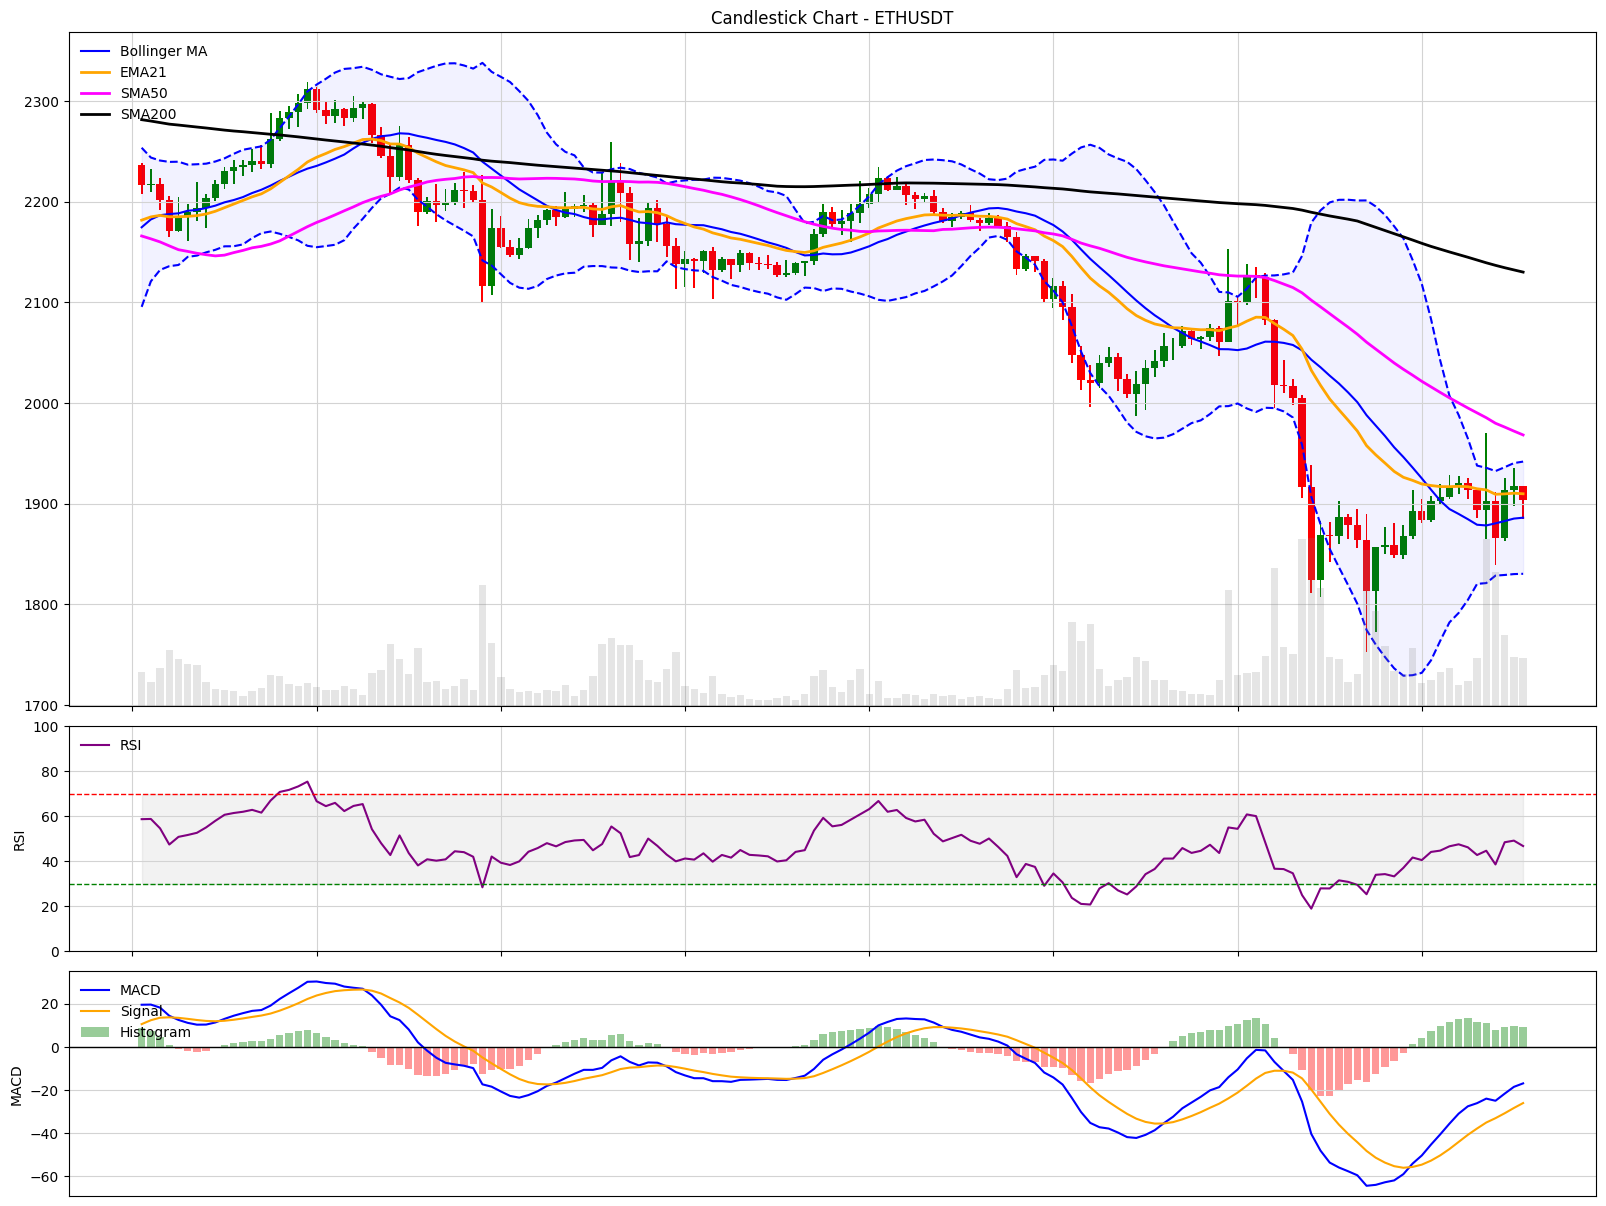 Candlestick Chart - ETHUSDT
Bollinger MA
EMA21
SMA50
SMA200
2300
2200
2100
2000
1900
1800
1700
RSI
100
80
60
40
20
0
RSI
MACD
Signal
Histogram
20
0
−20
−40
−60
MACD